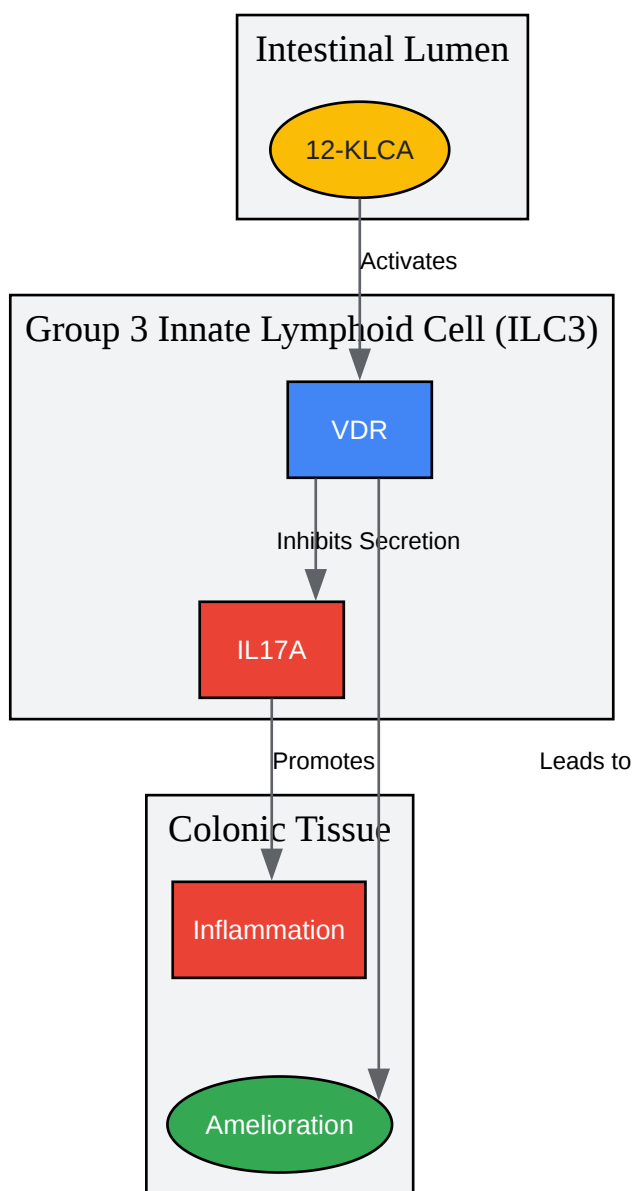 Intestinal Lumen
12-KLCA
Activates
Group 3 Innate Lymphoid Cell (ILC3)
VDR
Inhibits Secretion
IL17A
Promotes
Leads to
Colonic Tissue
Inflammation
Amelioration